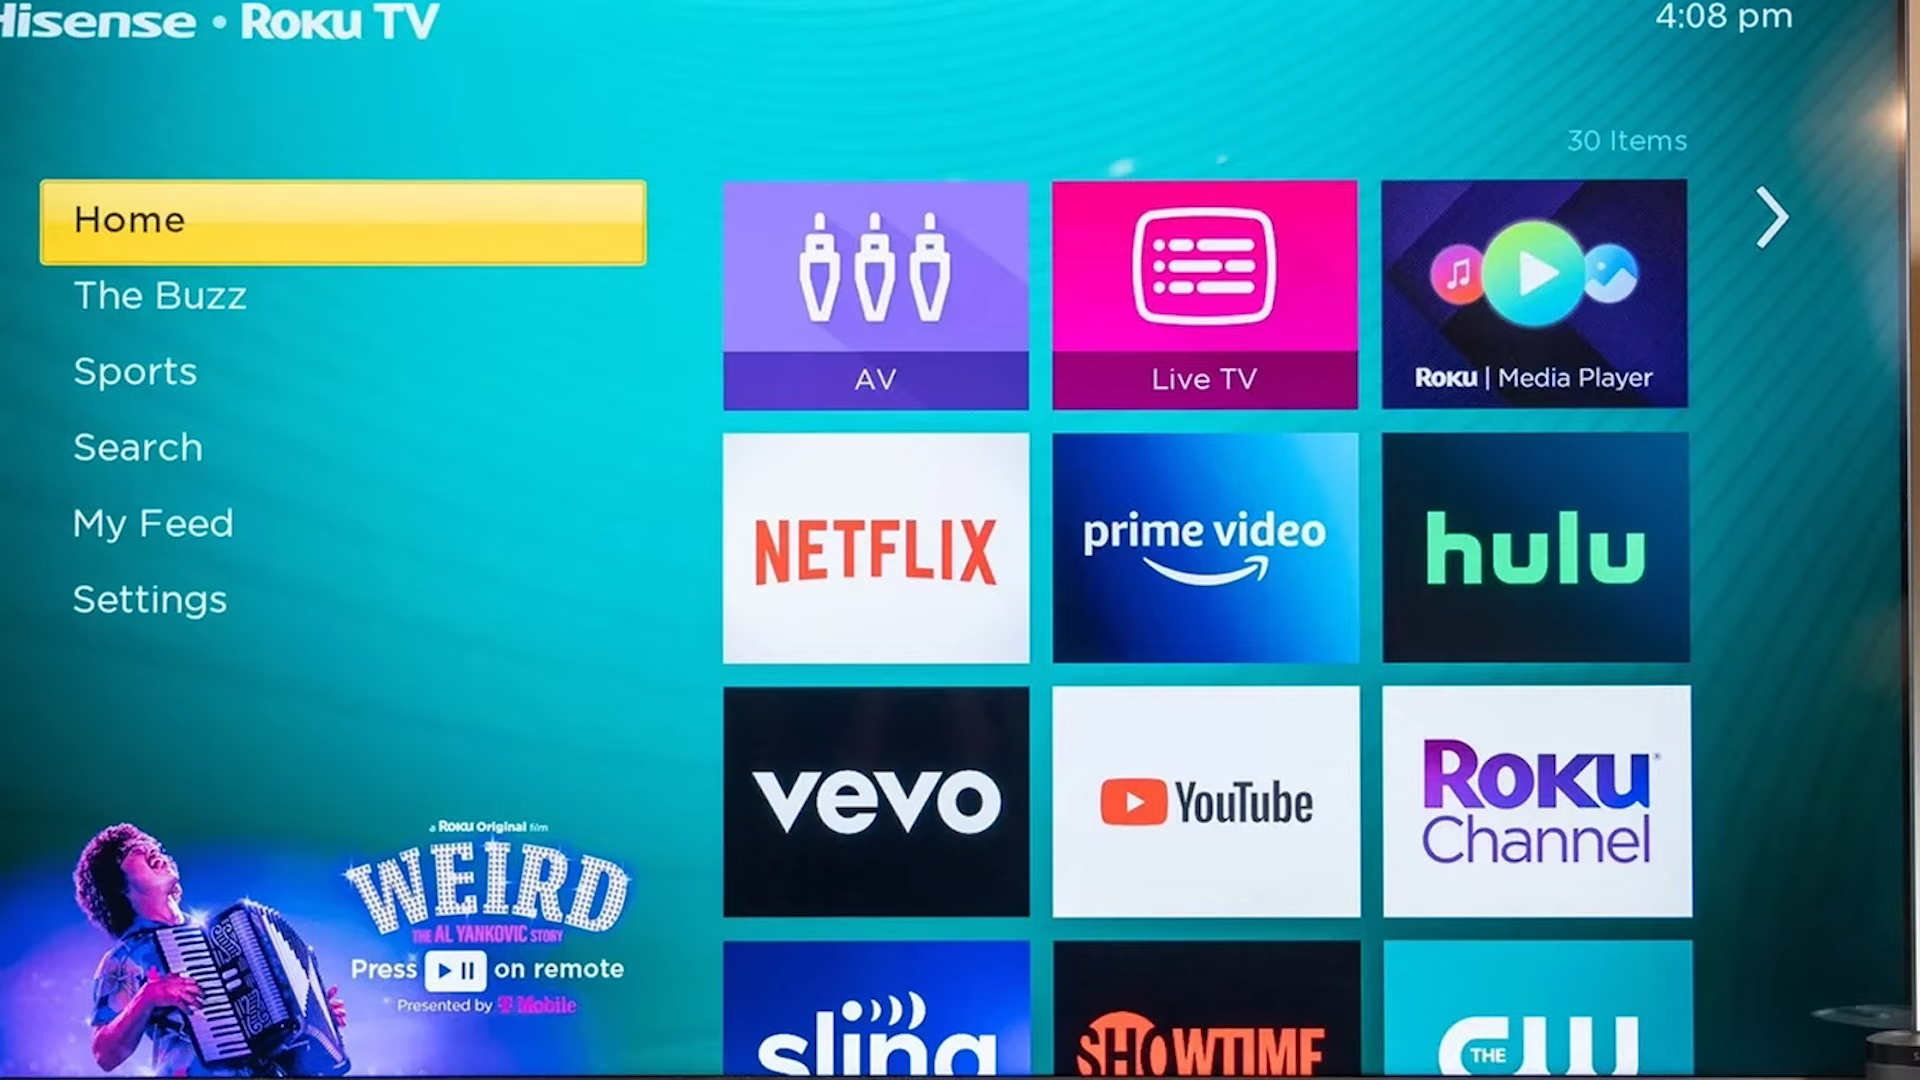 Hisense • Roku TV
4:08 pm
30 Items
Home
The Buzz
Sports
Search
My Feed
Settings
AV
Live TV
Roku | Media Player
NETFLIX
prime video
hulu
vevo
YouTube
Roku
Channel
sling
SHOWTIME
THE CW
a Roku Original film
WEIRD
THE AL YANKOVIC STORY
Press on remote
Presented by T Mobile